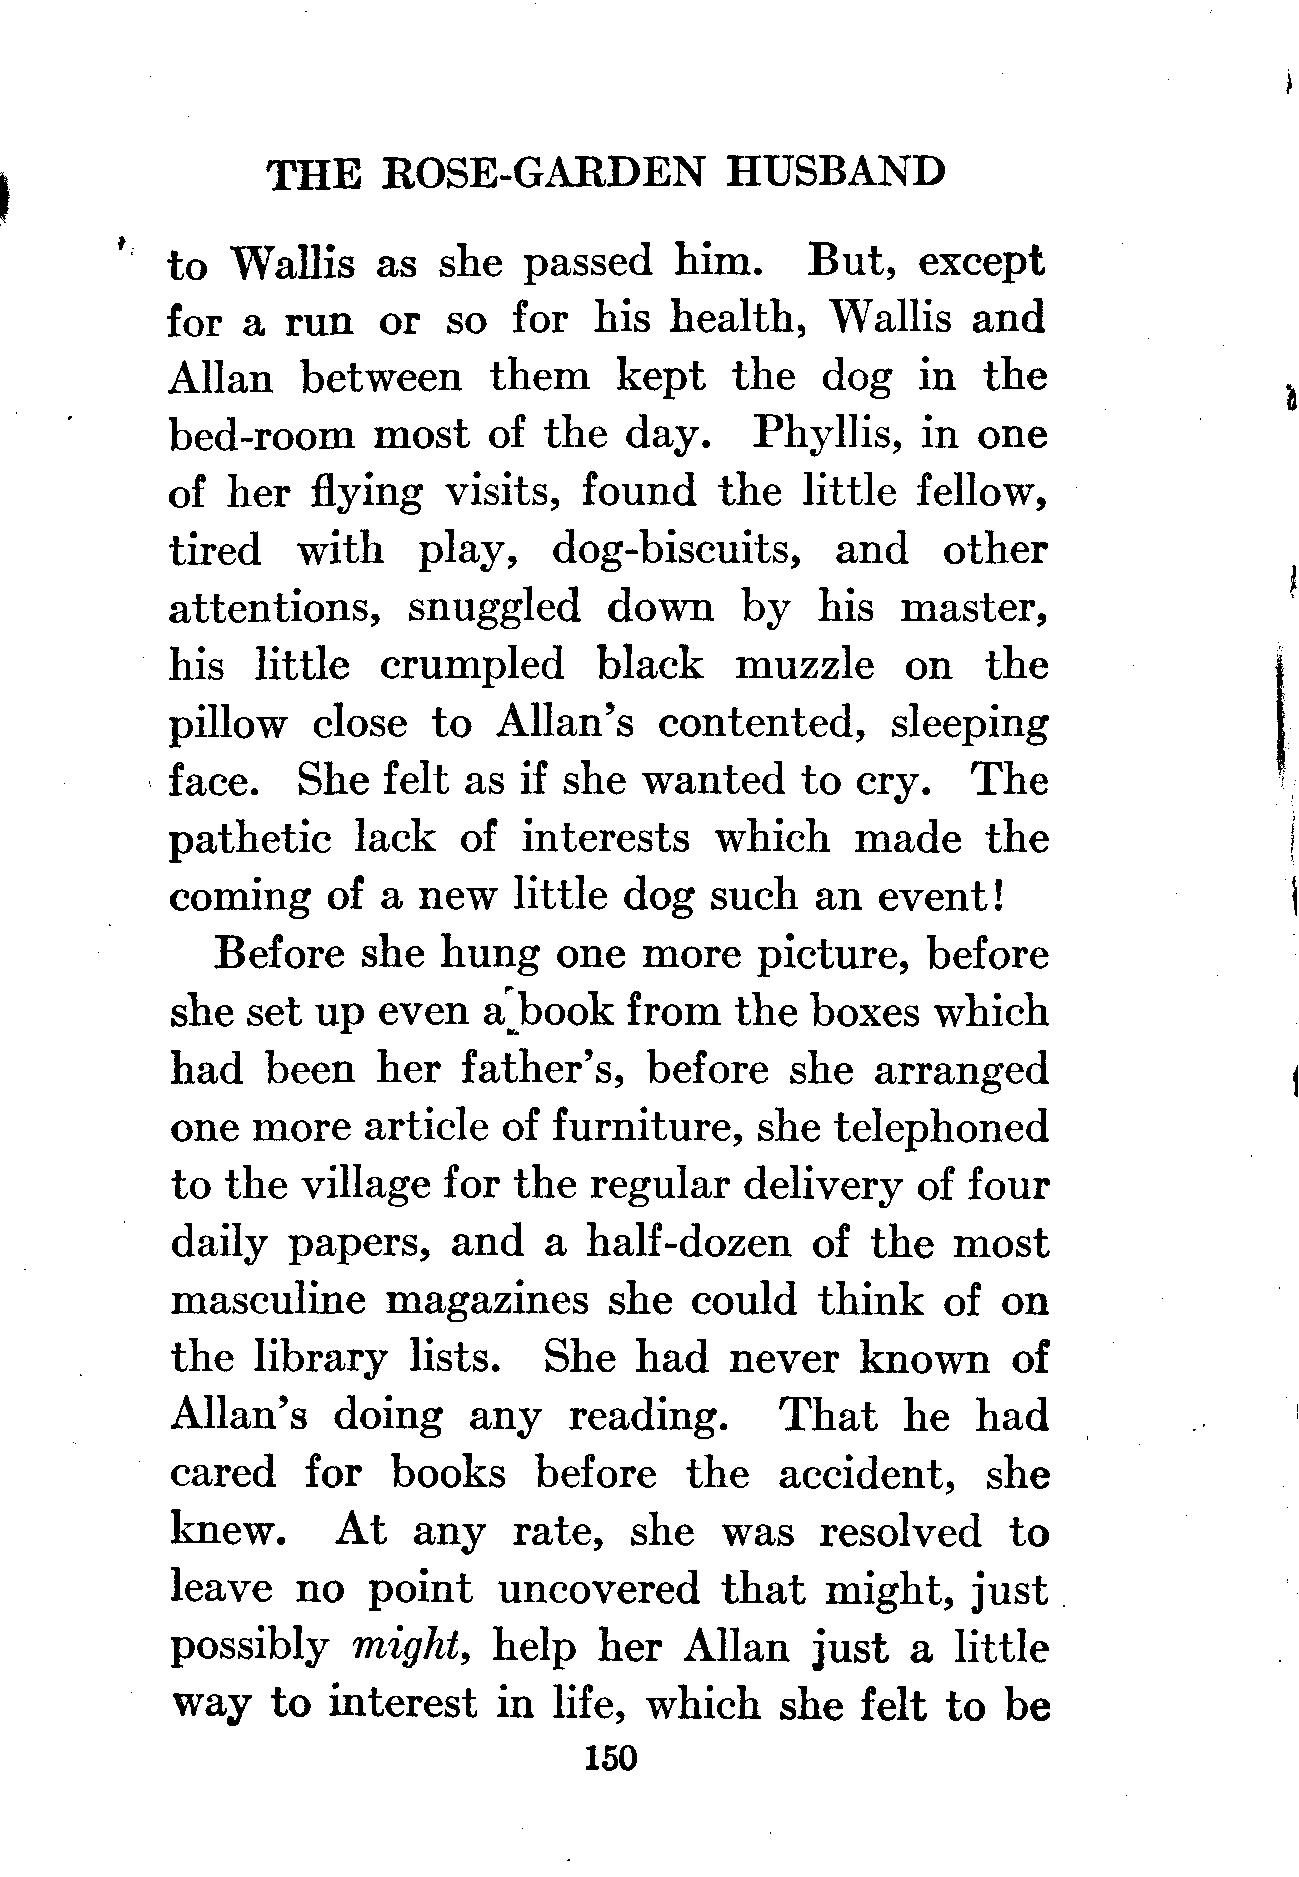 THE ROSE-GARDEN HUSBAND
to Wallis as she passed him. But, except
for a run or so for his health, Wallis and
Allan between them kept the dog in the
bed-room most of the day. Phyllis, in one
of her flying visits, found the little fellow,
tired with play, dog-biscuits, and other
attentions, snuggled down by his master,
his little crumpled black muzzle on the
pillow close to Allan's contented, sleeping
face. She felt as if she wanted to cry. The
pathetic lack of interests which made the
coming of a new little dog such an event!
Before she hung one more picture, before
she set up even a book from the boxes which
had been her father's, before she arranged
one more article of furniture, she telephoned
to the village for the regular delivery of four
daily papers, and a half-dozen of the most
masculine magazines she could think of on
the library lists. She had never known of
Allan's doing any reading. That he had
cared for books before the accident, she
knew. At any rate, she was resolved to
leave no point uncovered that might, just
possibly might, help her Allan just a little
way to interest in life, which she felt to be
150